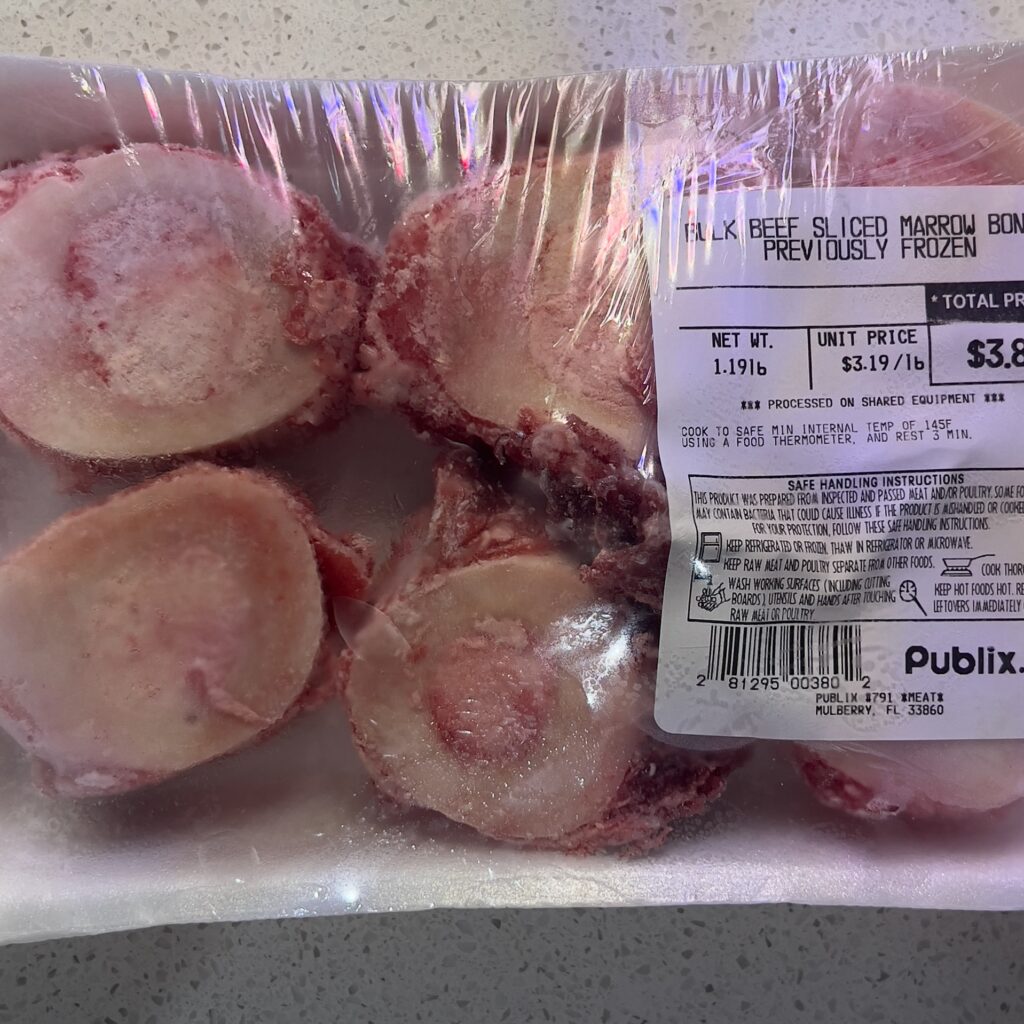 BULK BEEF SLICED MARROW BON
PREVIOUSLY FROZEN
* TOTAL PR
NET WT.
1.19lb
UNIT PRICE
$3.19/lb
$3.8
*** PROCESSED ON SHARED EQUIPMENT ***
COOK TO SAFE MIN INTERNAL TEMP OF 145F
USING A FOOD THERMOMETER, AND REST 3 MIN.
SAFE HANDLING INSTRUCTIONS
THIS PRODUCT WAS PREPARED FROM INSPECTED AND PASSED MEAT AND/OR POULTRY. SOME FO
MAY CONTAIN BACTERIA THAT COULD CAUSE ILLNESS IF THE PRODUCT IS MISHANDLED OR COOKE
FOR YOUR PROTECTION, FOLLOW THESE SAFE HANDLING INSTRUCTIONS.
KEEP REFRIGERATED OR FROZEN. THAW IN REFRIGERATOR OR MICROWAVE.
KEEP RAW MEAT AND POULTRY SEPARATE FROM OTHER FOODS.
COOK THOR
WASH WORKING SURFACES (INCLUDING CUTTING
BOARDS), UTENSILS AND HANDS AFTER TOUCHING
RAW MEAT OR POULTRY.
KEEP HOT FOODS HOT. RE
LEFTOVERS IMMEDIATELY
2 81295 00380 2
Publix.
PUBLIX #791 *MEAT*
MULBERRY, FL 33860